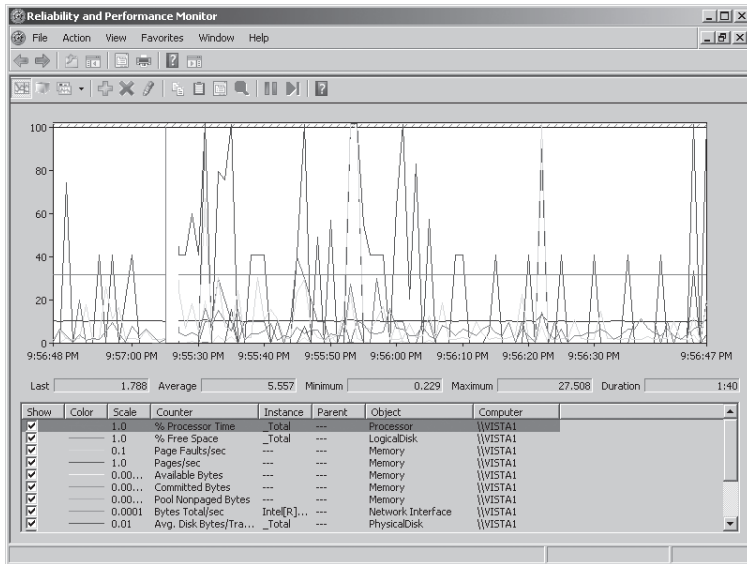 Reliability and Performance Monitor
File Action View Favorites Window Help
100
80
60
40
20
0
9:56:48 PM 9:57:00 PM 9:55:30 PM 9:55:40 PM 9:55:50 PM 9:56:00 PM 9:56:10 PM 9:56:20 PM 9:56:30 PM 9:56:47 PM
Last 1.788 Average 5.557 Minimum 0.229 Maximum 27.508 Duration 1:40
Show Color Scale Counter Instance Parent Object Computer
1.0 % Processor Time _Total --- Processor \\VISTA1
1.0 % Free Space _Total --- LogicalDisk \\VISTA1
0.1 Page Faults/sec --- --- Memory \\VISTA1
1.0 Pages/sec --- --- Memory \\VISTA1
0.00... Available Bytes --- --- Memory \\VISTA1
0.00... Committed Bytes --- --- Memory \\VISTA1
0.00... Pool Nonpaged Bytes --- --- Memory \\VISTA1
0.0001 Bytes Total/sec Intel[R]... --- Network Interface \\VISTA1
0.01 Avg. Disk Bytes/Tra... _Total --- PhysicalDisk \\VISTA1